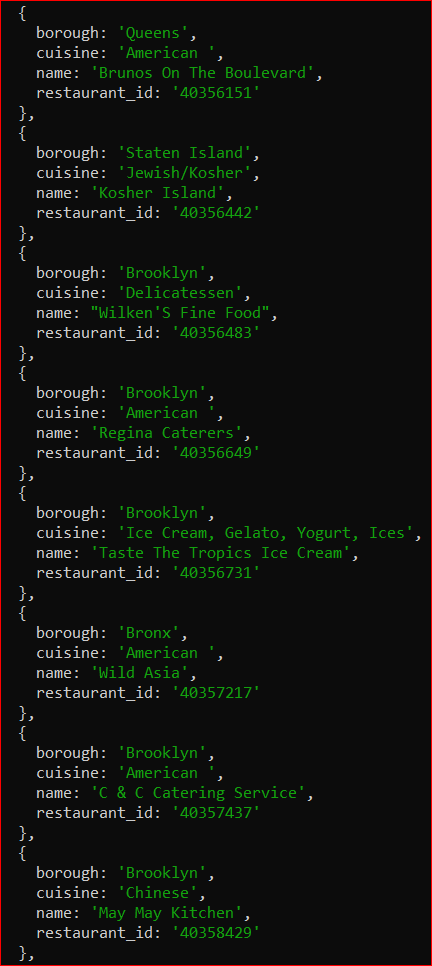 {
borough: 'Queens',
cuisine: 'American ',
name: 'Brunos On The Boulevard',
restaurant_id: '40356151'
},
{
borough: 'Staten Island',
cuisine: 'Jewish/Kosher',
name: 'Kosher Island',
restaurant_id: '40356442'
},
{
borough: 'Brooklyn',
cuisine: 'Delicatessen',
name: "Wilken'S Fine Food",
restaurant_id: '40356483'
},
{
borough: 'Brooklyn',
cuisine: 'American ',
name: 'Regina Caterers',
restaurant_id: '40356649'
},
{
borough: 'Brooklyn',
cuisine: 'Ice Cream, Gelato, Yogurt, Ices',
name: 'Taste The Tropics Ice Cream',
restaurant_id: '40356731'
},
{
borough: 'Bronx',
cuisine: 'American ',
name: 'Wild Asia',
restaurant_id: '40357217'
},
{
borough: 'Brooklyn',
cuisine: 'American ',
name: 'C & C Catering Service',
restaurant_id: '40357437'
},
{
borough: 'Brooklyn',
cuisine: 'Chinese',
name: 'May May Kitchen',
restaurant_id: '40358429'
},